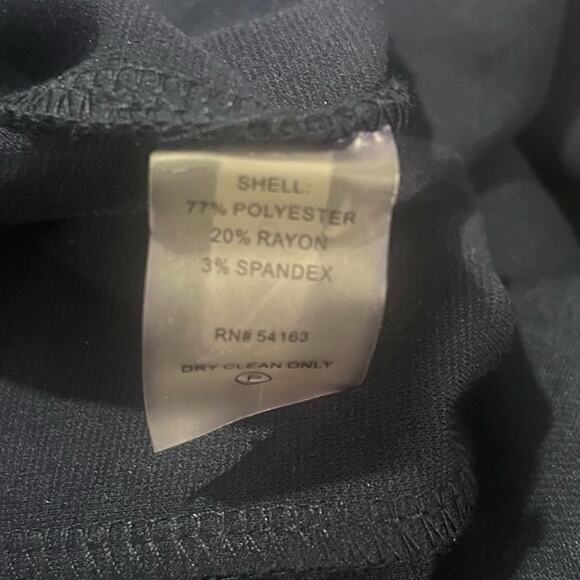 SHELL:
77% POLYESTER
20% RAYON
3% SPANDEX
RN# 54163
DRY CLEAN ONLY
P